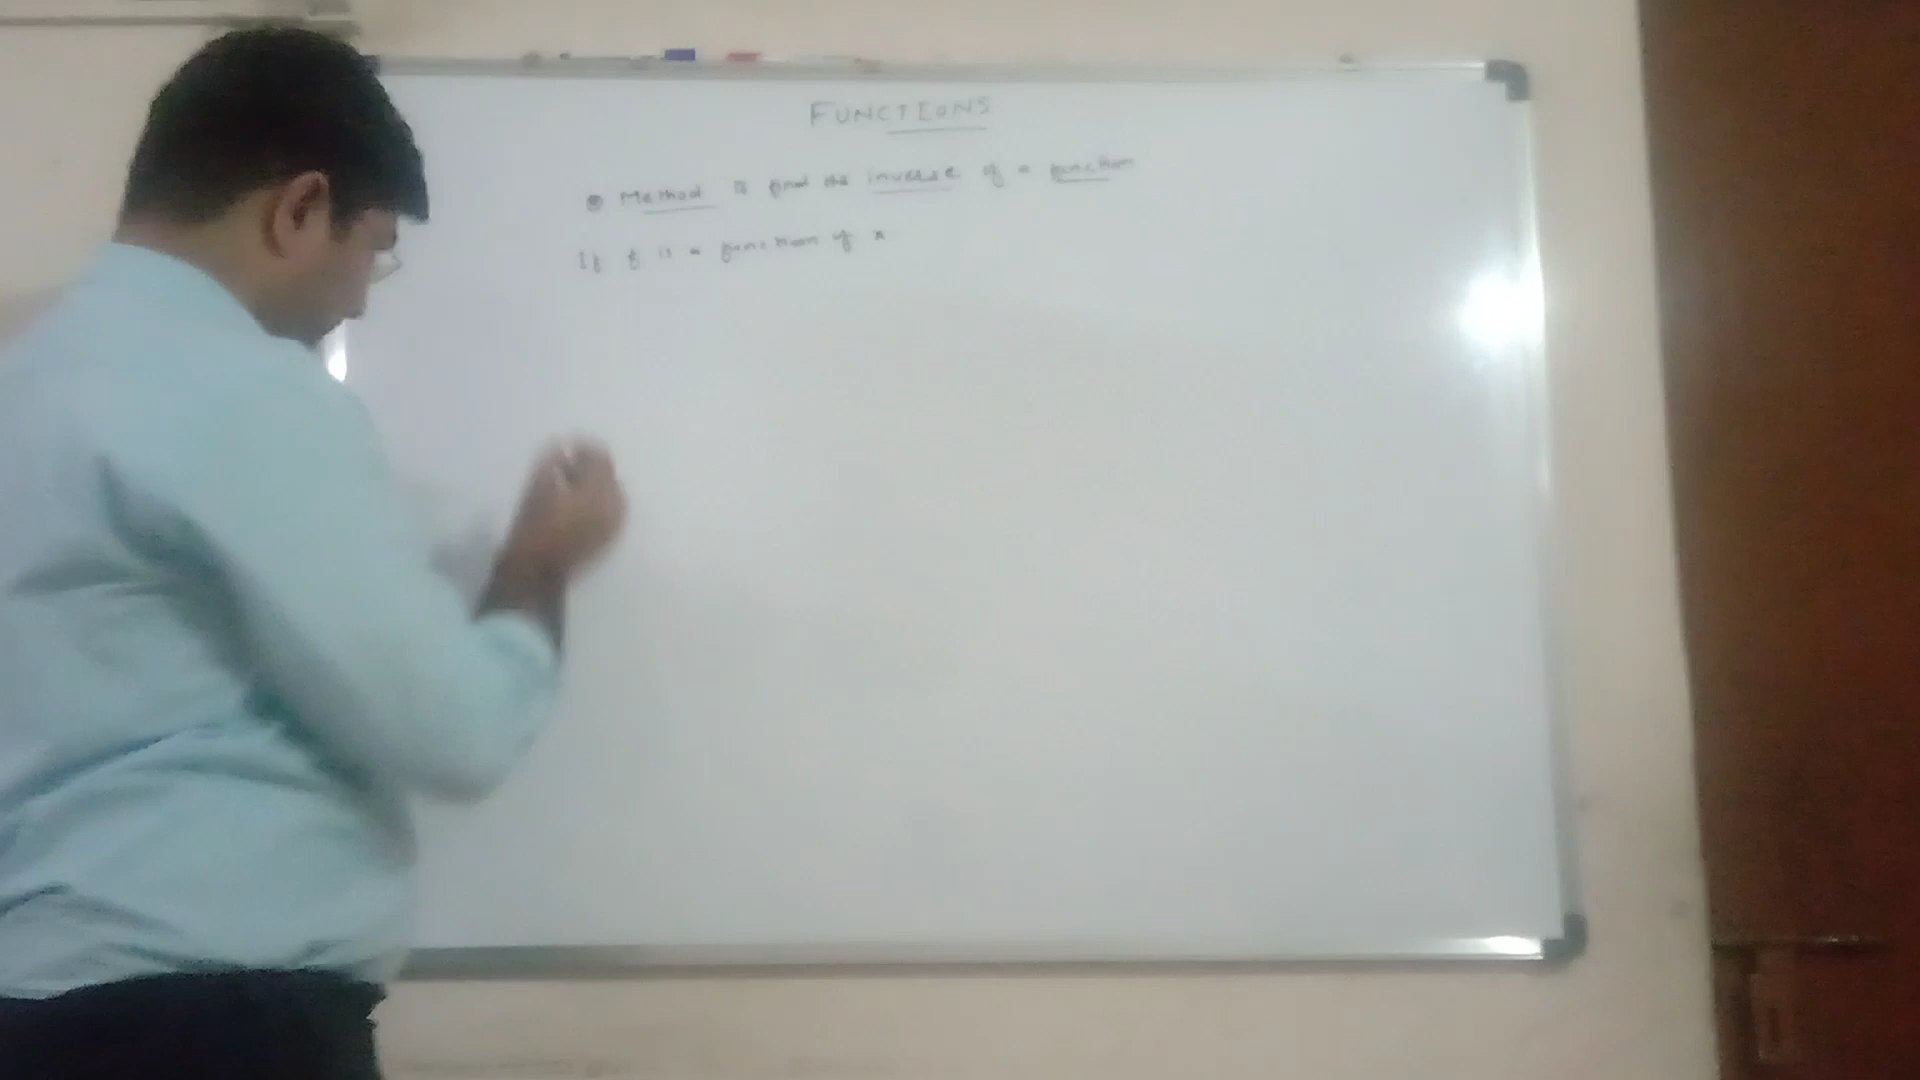 FUNCTIONS
Method to find the inverse of a function
If f is a function of x